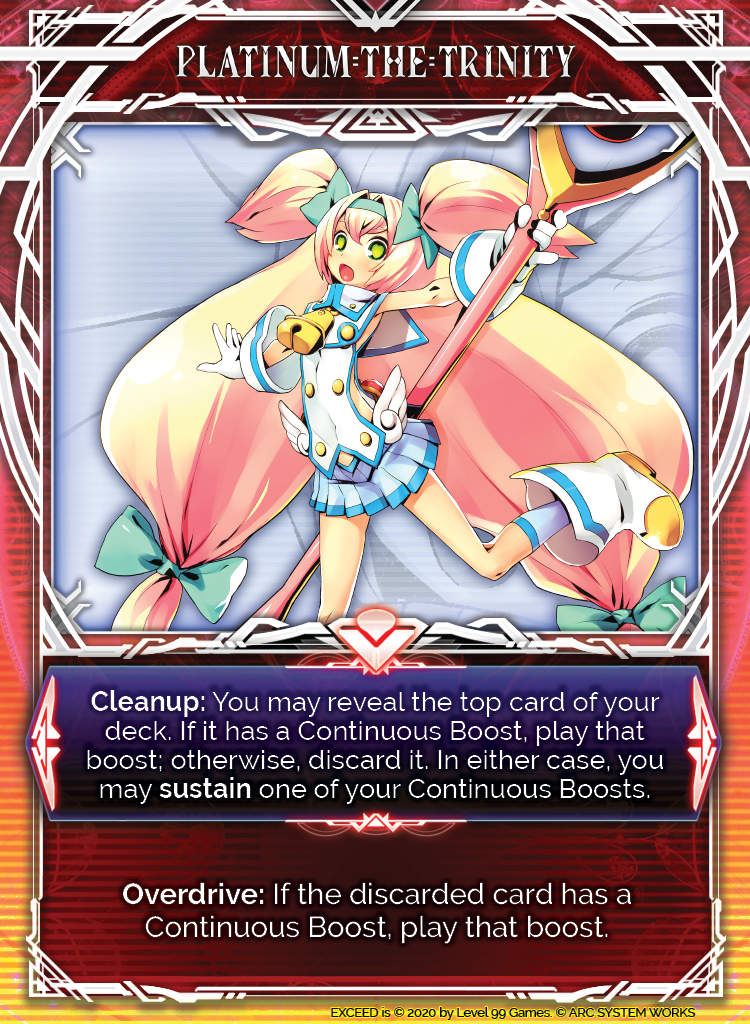 PLATINUM=THE=TRINITY
Cleanup: You may reveal the top card of your
deck. If it has a Continuous Boost, play that
boost; otherwise, discard it. In either case, you
may sustain one of your Continuous Boosts.
Overdrive: If the discarded card has a
Continuous Boost, play that boost.
EXCEED is © 2020 by Level 99 Games. © ARC SYSTEM WORKS